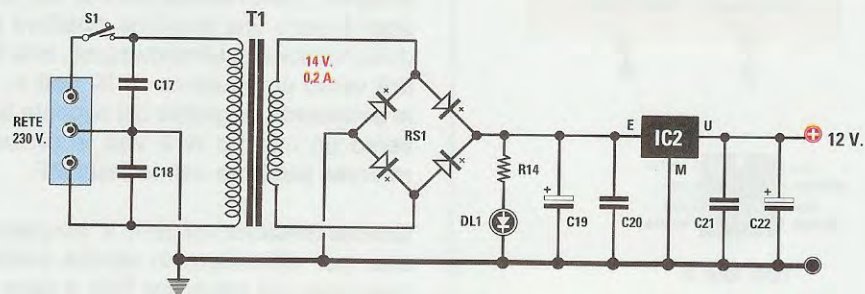 S1
T1
C17
14 V.
0,2 A.
RETE
230 V.
C18
RS1
E
IC2
U
M
12 V.
R14
DL1
C19
C20
C21
C22